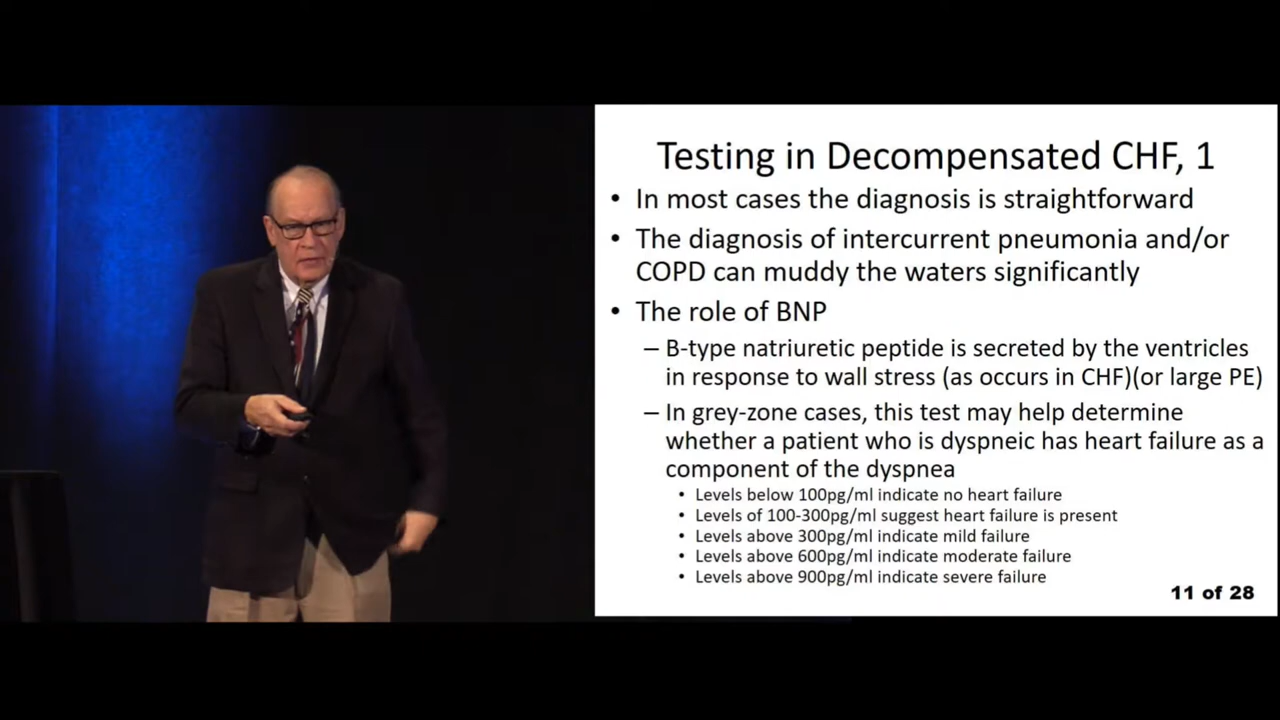 Testing in Decompensated CHF, 1
• In most cases the diagnosis is straightforward
• The diagnosis of intercurrent pneumonia and/or
COPD can muddy the waters significantly
• The role of BNP
– B-type natriuretic peptide is secreted by the ventricles
in response to wall stress (as occurs in CHF)(or large PE)
– In grey-zone cases, this test may help determine
whether a patient who is dyspneic has heart failure as a
component of the dyspnea
• Levels below 100pg/ml indicate no heart failure
• Levels of 100-300pg/ml suggest heart failure is present
• Levels above 300pg/ml indicate mild failure
• Levels above 600pg/ml indicate moderate failure
• Levels above 900pg/ml indicate severe failure
11 of 28